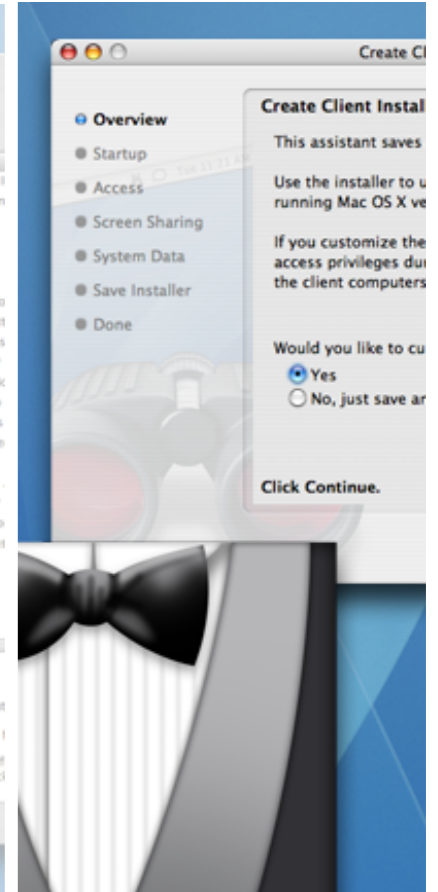 Create Cl
Overview
Startup
Access
Screen Sharing
System Data
Save Installer
Done
Create Client Install
This assistant saves
Use the installer to u
running Mac OS X ve
If you customize the
access privileges dur
the client computers
Would you like to cu
Yes
No, just save an
Click Continue.